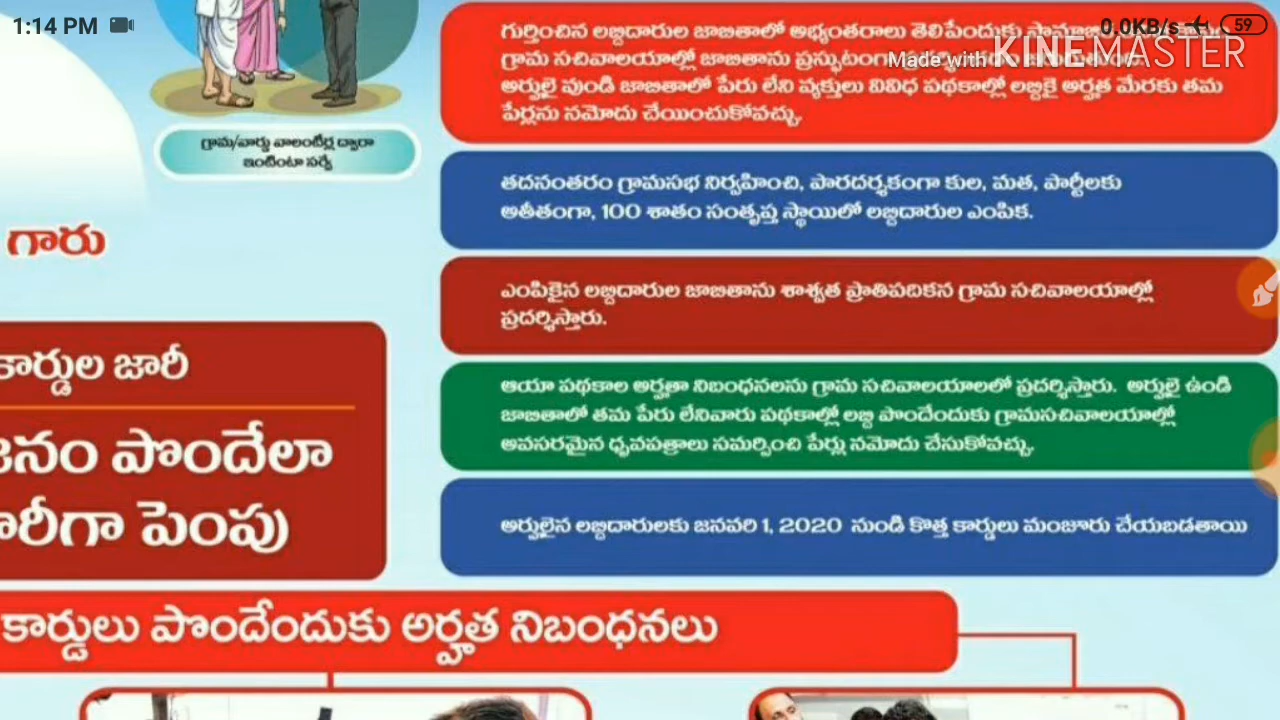 1:14 PM
0.0KB/s
59
Made with KINEMASTER
గుర్తించిన లబ్ధిదారుల జాబితాలో అభ్యంతరాలు తెలిపేందుకు
గ్రామ సచివాలయాల్లో జాబితాను
అర్హులై వుండి జాబితాలో పేరు లేని వ్యక్తులు వివిధ పథకాల్లో లబ్ధికై అర్హత మేరకు తమ
పేర్లను నమోదు చేయించుకోవచ్చు.
గ్రామ/వార్డు వాలంటీర్ల ద్వారా
ఇంటింటా సర్వే
తదనంతరం గ్రామసభ నిర్వహించి, పారదర్శకంగా కుల, మత, పార్టీలకు
అతీతంగా, 100 శాతం సంతృప్త స్థాయిలో లబ్ధిదారుల ఎంపిక.
గారు
ఎంపికైన లబ్ధిదారుల జాబితాను శాశ్వత ప్రాతిపదికన గ్రామ సచివాలయాల్లో
ప్రదర్శిస్తారు.
కార్డుల జారీ
పొందేలా
పెంపు
ఆయా పథకాల అర్హతా నిబంధనలను గ్రామ సచివాలయాలలో ప్రదర్శిస్తారు. అర్హులై ఉండి
జాబితాలో తమ పేరు లేనివారు పథకాల్లో లబ్ధి పొందేందుకు గ్రామసచివాలయాల్లో
అవసరమైన ధృవపత్రాలు సమర్పించి పేర్లు నమోదు చేసుకోవచ్చు.
అర్హులైన లబ్ధిదారులకు జనవరి 1, 2020 నుండి కొత్త కార్డులు మంజూరు చేయబడతాయి
కార్డులు పొందేందుకు అర్హత నిబంధనలు